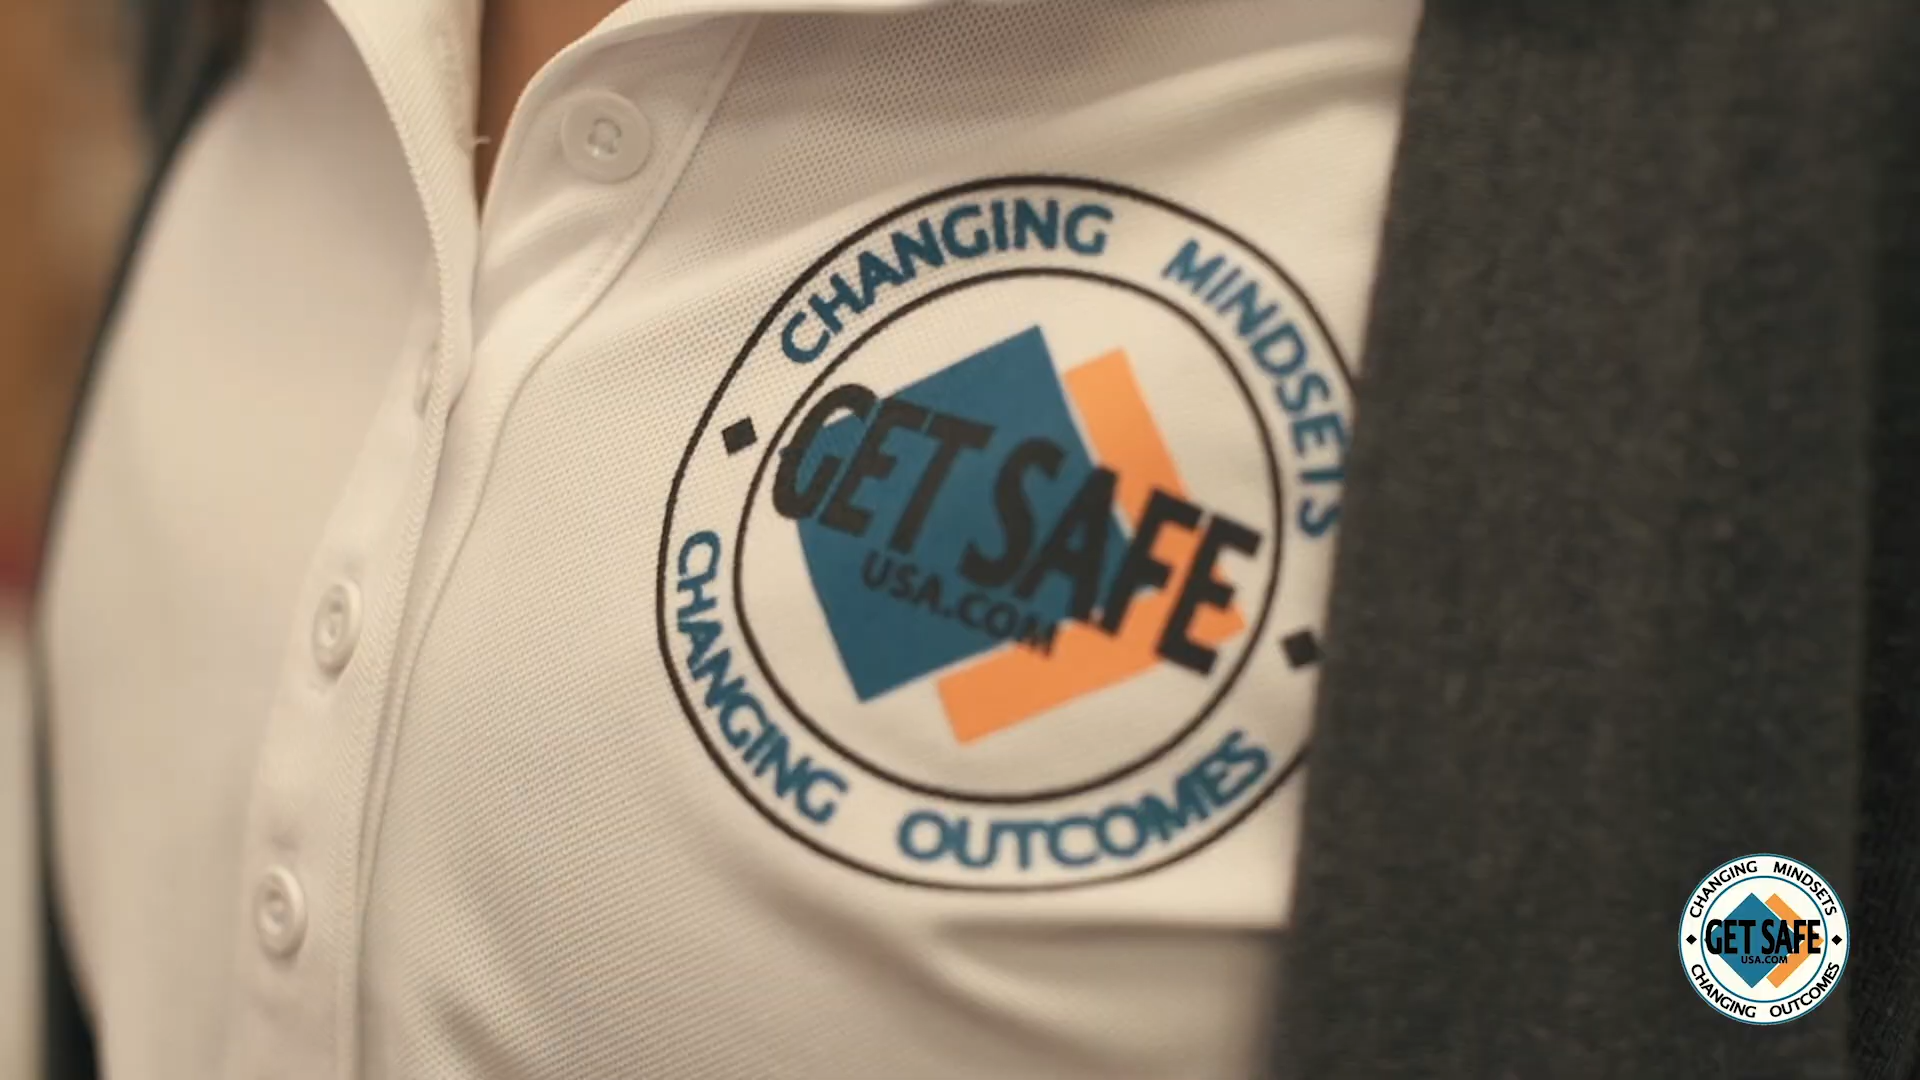 CHANGING MINDSETS
GET SAFE
USA.COM
CHANGING OUTCOMES
CHANGING MINDSETS
GET SAFE
USA.COM
CHANGING OUTCOMES